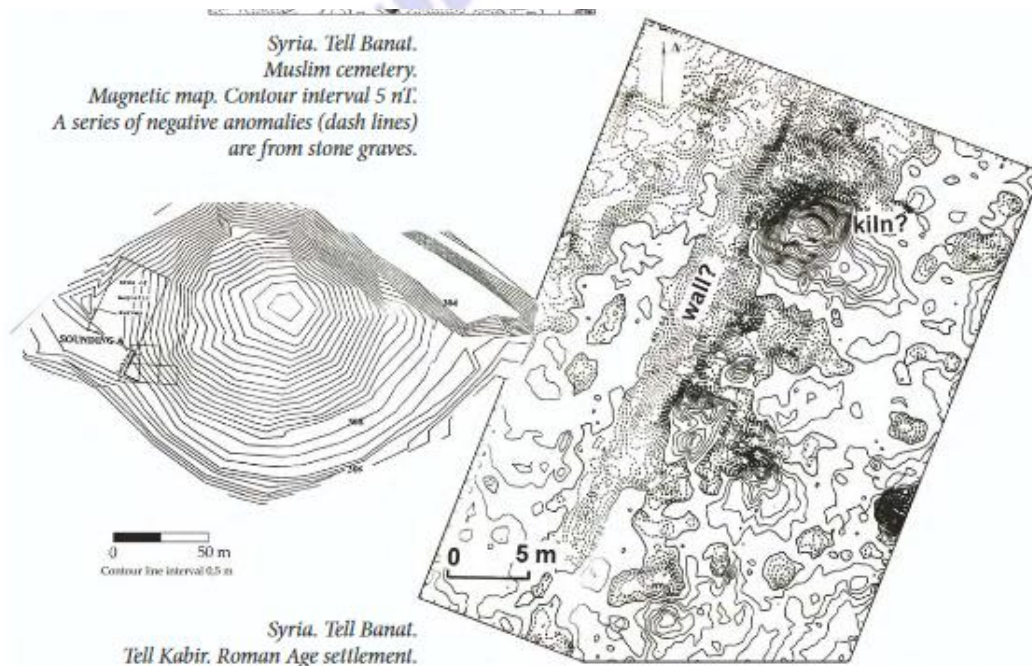 Syria. Tell Banat.
Muslim cemetery.
Magnetic map. Contour interval 5 nT.
A series of negative anomalies (dash lines)
are from stone graves.
N
kiln?
wall?
304
SOUNDING A
0 50 m
Contour line interval 0,5 m
0 5 m
Syria. Tell Banat.
Tell Kabir. Roman Age settlement.